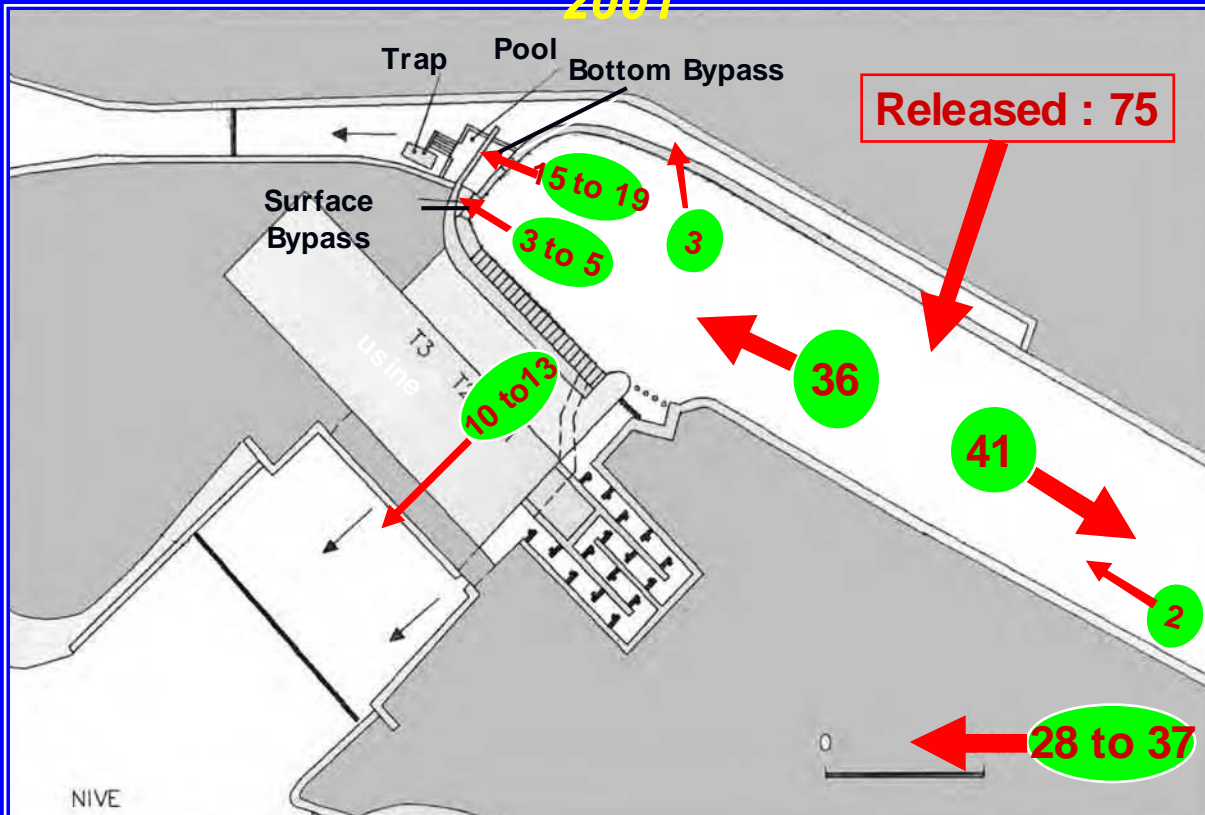 2001
Pool
Trap
Bottom Bypass
Released : 75
15 to 19
Surface
Bypass
3 to 5
3
T3
usine
10 to13
36
41
2
28 to 37
0
NIVE